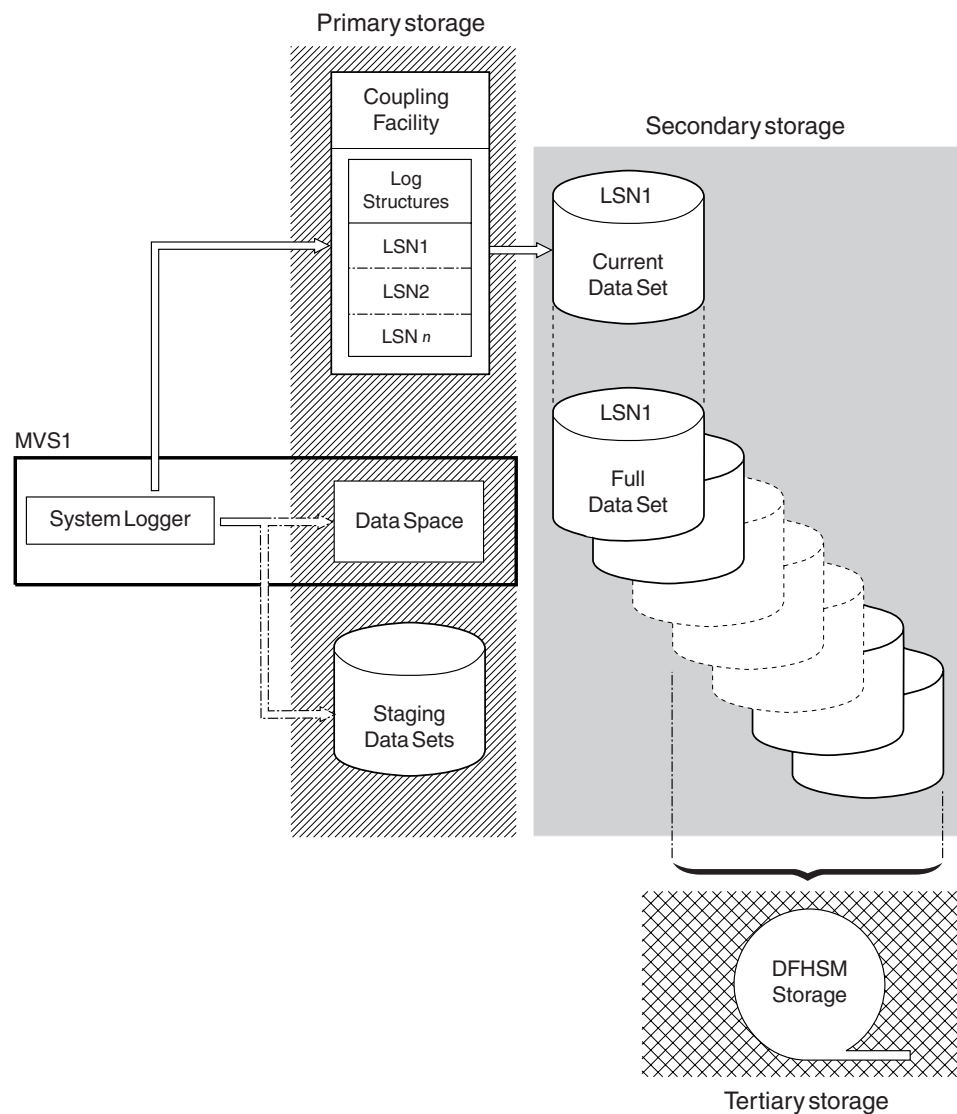 Primary storage
Coupling
Facility
Log
Structures
LSN1
LSN2
LSN n
Secondary storage
LSN1
Current
Data Set
LSN1
Full
Data Set
MVS1
System Logger
Data Space
Staging
Data Sets
DFHSM
Storage
Tertiary storage